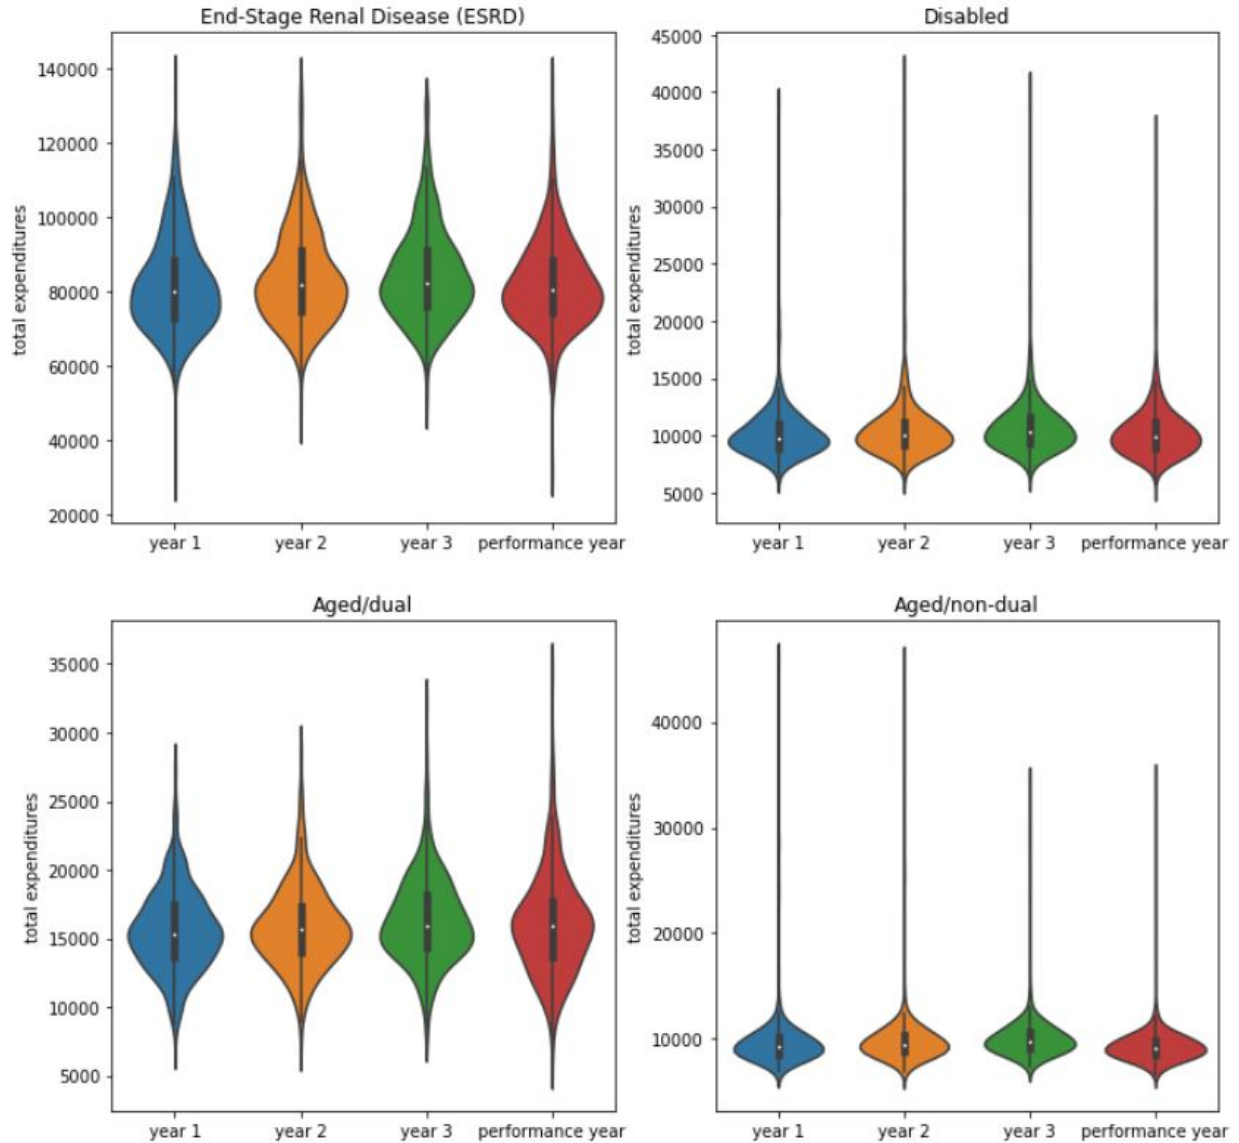 End-Stage Renal Disease (ESRD)
140000
120000
100000
80000
60000
40000
20000
total expenditures
year 1 year 2 year 3 performance year
Disabled
45000
40000
35000
30000
25000
20000
15000
10000
5000
total expenditures
year 1 year 2 year 3 performance year
Aged/dual
35000
30000
25000
20000
15000
10000
5000
total expenditures
year 1 year 2 year 3 performance year
Aged/non-dual
40000
30000
20000
10000
total expenditures
year 1 year 2 year 3 performance year